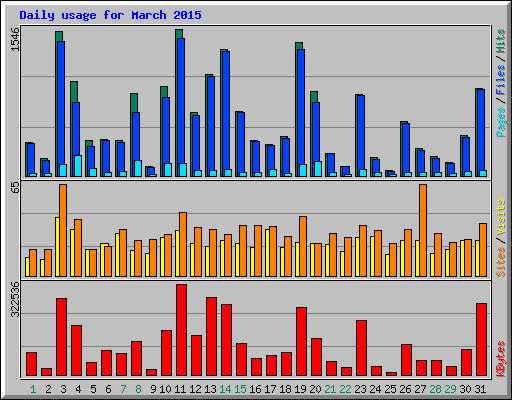 Daily usage for March 2015
1546
Pages / Files / Hits
65
Sites / Visits
322536
KBytes
1 2 3 4 5 6 7 8 9 10 11 12 13 14 15 16 17 18 19 20 21 22 23 24 25 26 27 28 29 30 31